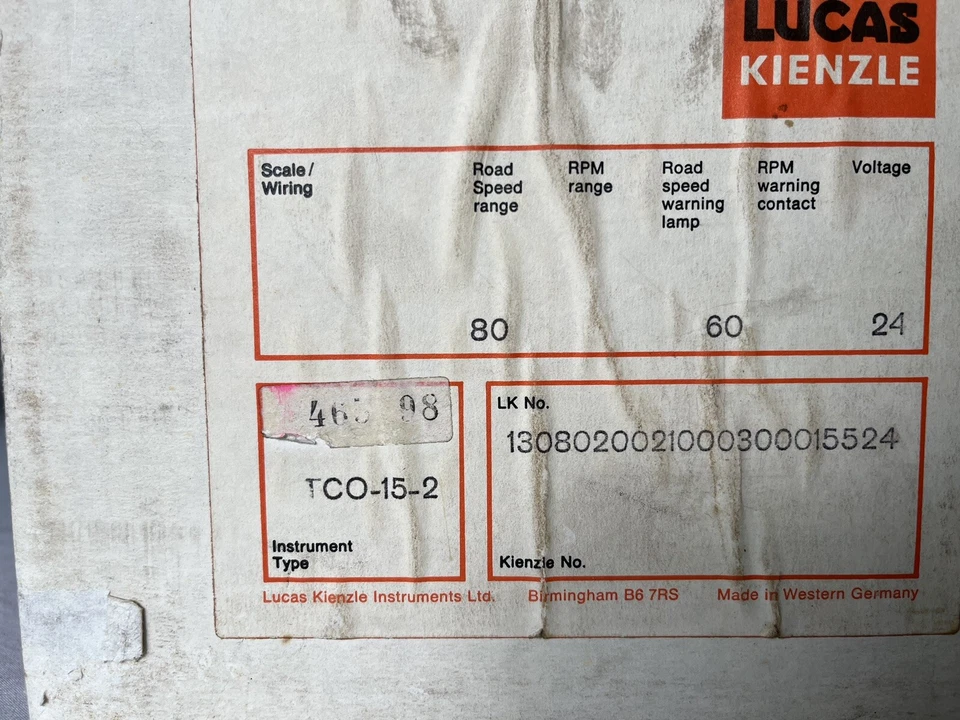 LUCAS
KIENZLE
Scale/
Wiring
Road
Speed
range
RPM
range
Road
speed
warning
lamp
RPM
warning
contact
Voltage
80
60
24
98
TCO-15-2
Instrument
Type
LK No.
1308020021000300015524
Kienzle No.
Lucas Kienzle Instruments Ltd. Birmingham B6 7RS Made in Western Germany